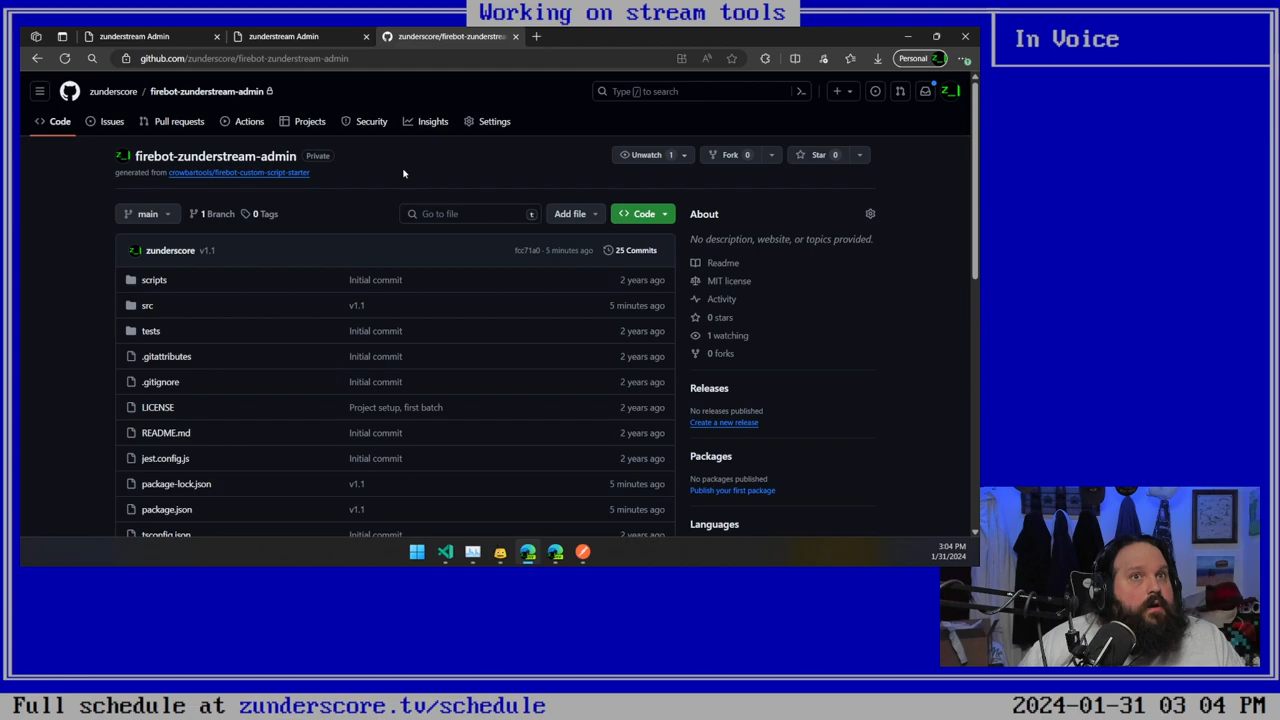 Working on stream tools
In Voice
zunderstream Admin
zunderstream Admin
zunderscore/firebot-zunderstrea
github.com/zunderscore/firebot-zunderstream-admin
Personal
zunderscore / firebot-zunderstream-admin
Type / to search
Code
Issues
Pull requests
Actions
Projects
Security
Insights
Settings
firebot-zunderstream-admin Private
generated from crowbartools/firebot-custom-script-starter
Unwatch 1
Fork 0
Star 0
main
1 Branch
0 Tags
Go to file t
Add file
Code
zunderscore v1.1 fcc71a0 · 5 minutes ago 25 Commits
scripts Initial commit 2 years ago
src v1.1 5 minutes ago
tests Initial commit 2 years ago
.gitattributes Initial commit 2 years ago
.gitignore Initial commit 2 years ago
LICENSE Project setup, first batch 2 years ago
README.md Initial commit 2 years ago
jest.config.js Initial commit 2 years ago
package-lock.json v1.1 5 minutes ago
package.json v1.1 5 minutes ago
tsconfig.json Initial commit 2 years ago
About
No description, website, or topics provided.
Readme
MIT license
Activity
0 stars
1 watching
0 forks
Releases
No releases published
Create a new release
Packages
No packages published
Publish your first package
Languages
3:04 PM
1/31/2024
Full schedule at zunderscore.tv/schedule
2024-01-31 03 04 PM